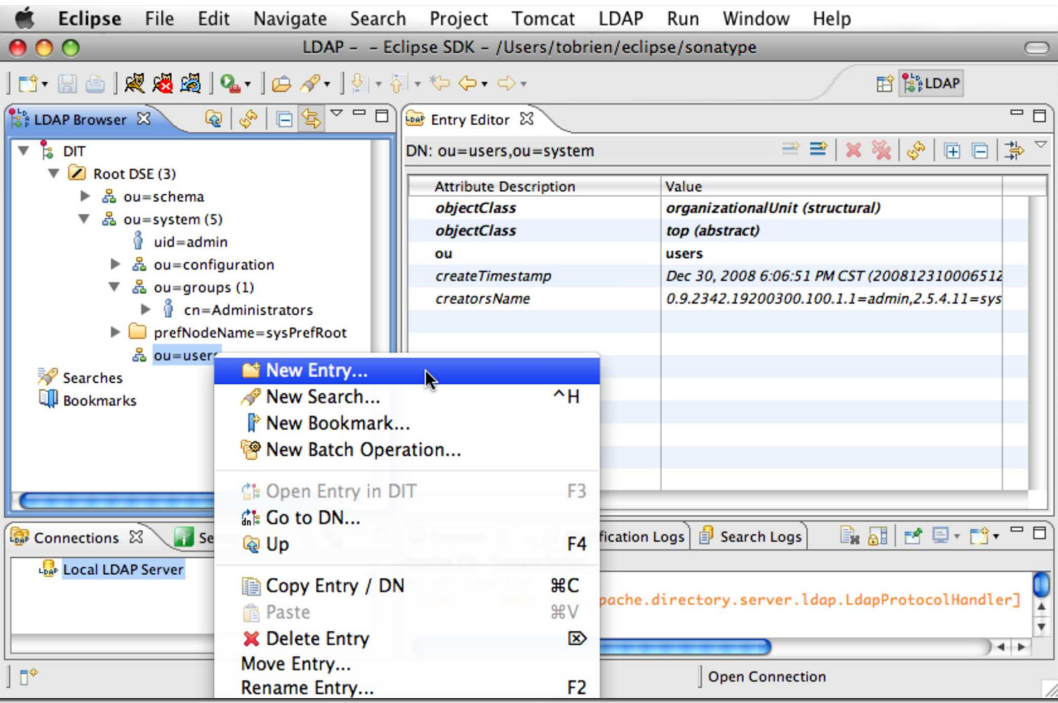 Eclipse File Edit Navigate Search Project Tomcat LDAP Run Window Help
LDAP – – Eclipse SDK – /Users/tobrien/eclipse/sonatype
LDAP
LDAP Browser
DIT
Root DSE (3)
ou=schema
ou=system (5)
uid=admin
ou=configuration
ou=groups (1)
cn=Administrators
prefNodeName=sysPrefRoot
ou=users
Searches
Bookmarks
Entry Editor
DN: ou=users,ou=system
Attribute Description Value
objectClass organizationalUnit (structural)
objectClass top (abstract)
ou users
createTimestamp Dec 30, 2008 6:06:51 PM CST (20081231000651Z
creatorsName 0.9.2342.19200300.100.1.1=admin,2.5.4.11=sys
New Entry...
New Search... ^H
New Bookmark...
New Batch Operation...
Open Entry in DIT F3
Go to DN...
Up F4
Copy Entry / DN ⌘C
Paste ⌘V
Delete Entry ⌦
Move Entry...
Rename Entry... F2
Connections Se
Local LDAP Server
fication Logs Search Logs
pache.directory.server.ldap.LdapProtocolHandler]
Open Connection